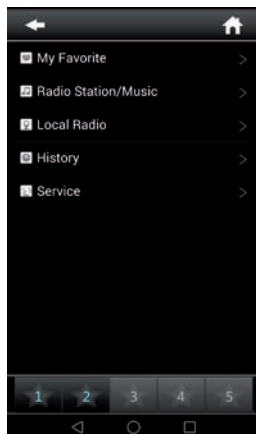 My Favorite
Radio Station/Music
Local Radio
History
Service
1 2 3 4 5